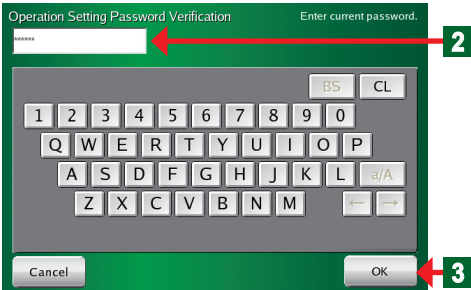 Operation Setting Password Verification Enter current password.
*******
2
BS CL
1 2 3 4 5 6 7 8 9 0
Q W E R T Y U I O P
A S D F G H J K L a/A
Z X C V B N M ← →
Cancel OK
3